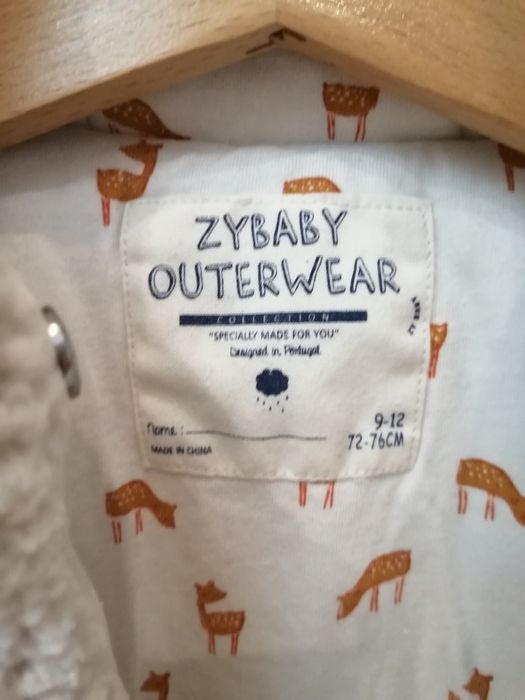 ZYBABY
OUTERWEAR
COLLECTION
"SPECIALLY MADE FOR YOU"
Designed in Portugal
Name :
9-12
72-76CM
MADE IN CHINA